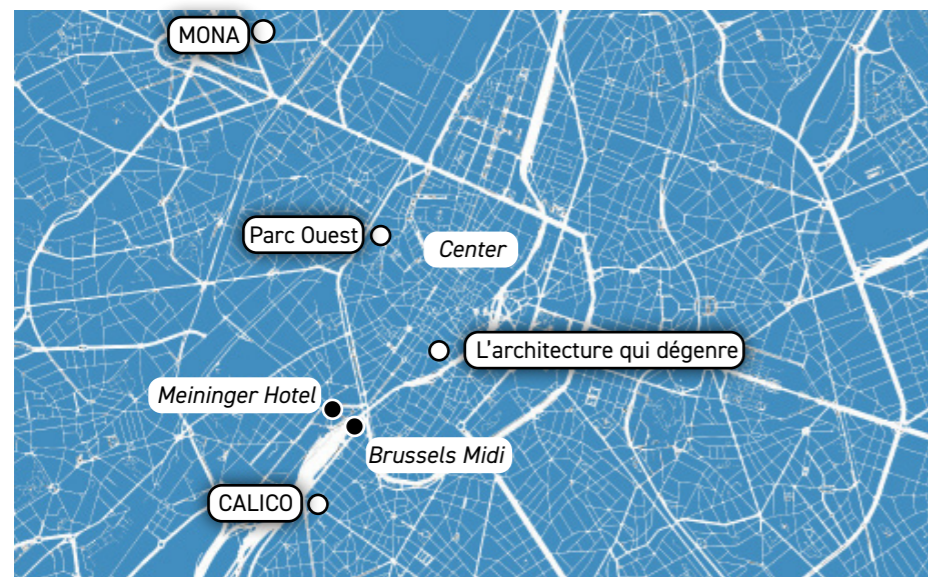 MONA
Parc Ouest
Center
L'architecture qui dégenre
Meininger Hotel
Brussels Midi
CALICO